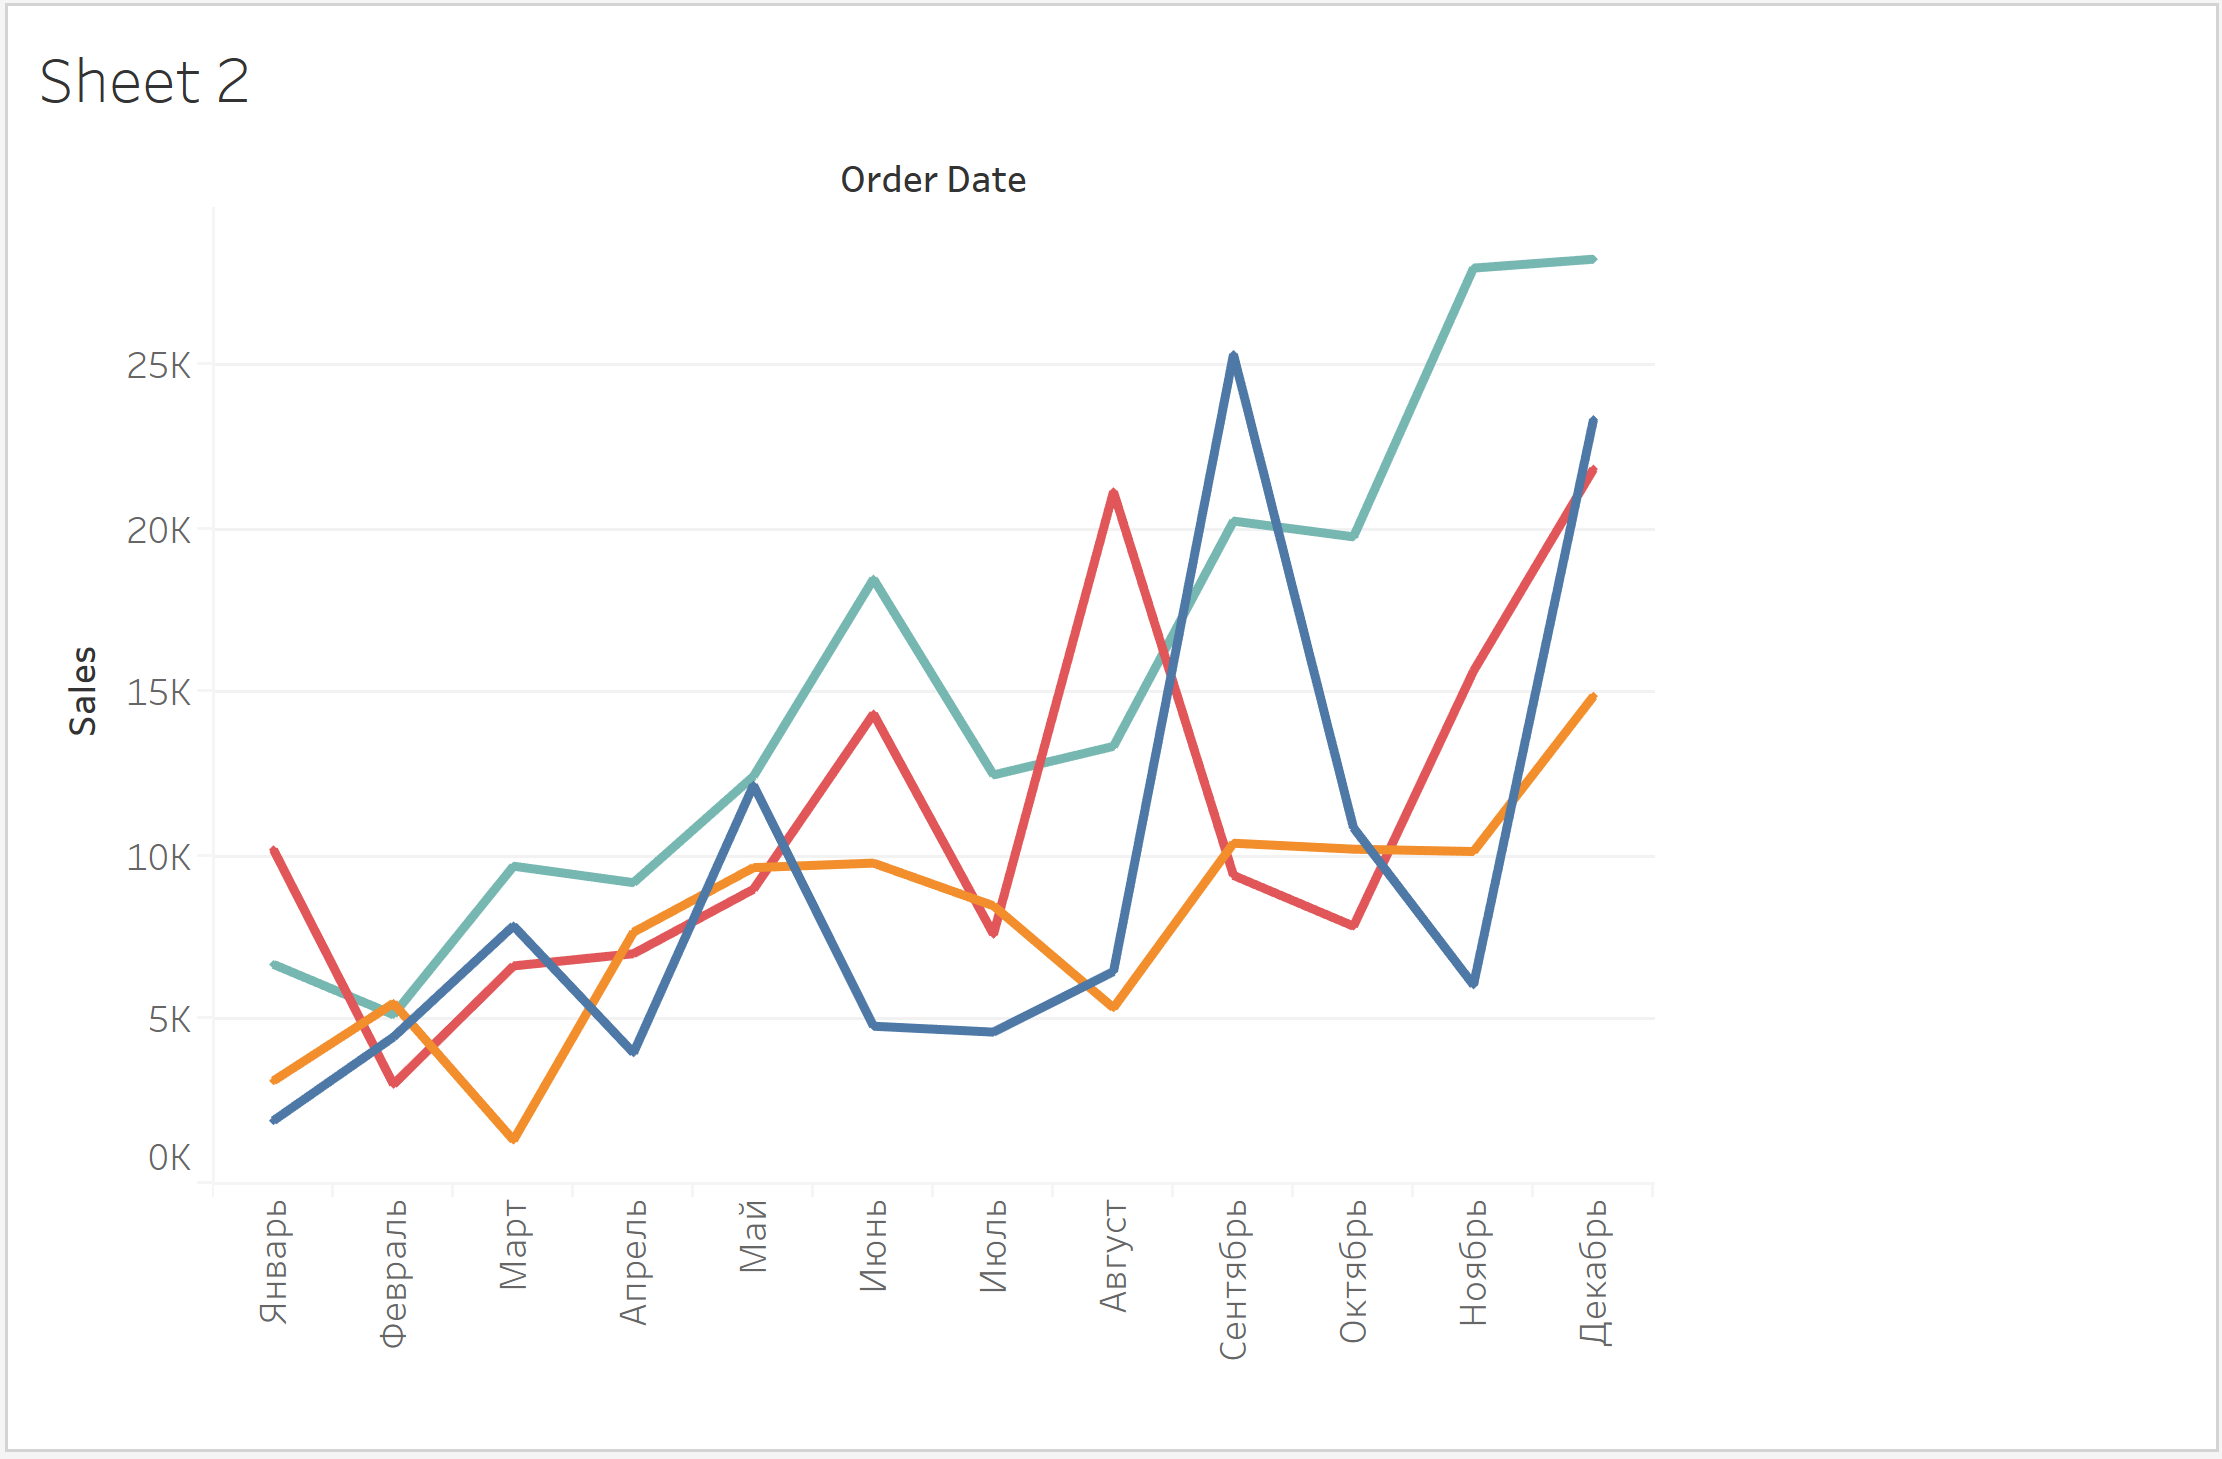 Sheet 2
Order Date
Sales
25K
20K
15K
10K
5K
0K
Январь
Февраль
Март
Апрель
Май
Июнь
Июль
Август
Сентябрь
Октябрь
Ноябрь
Декабрь